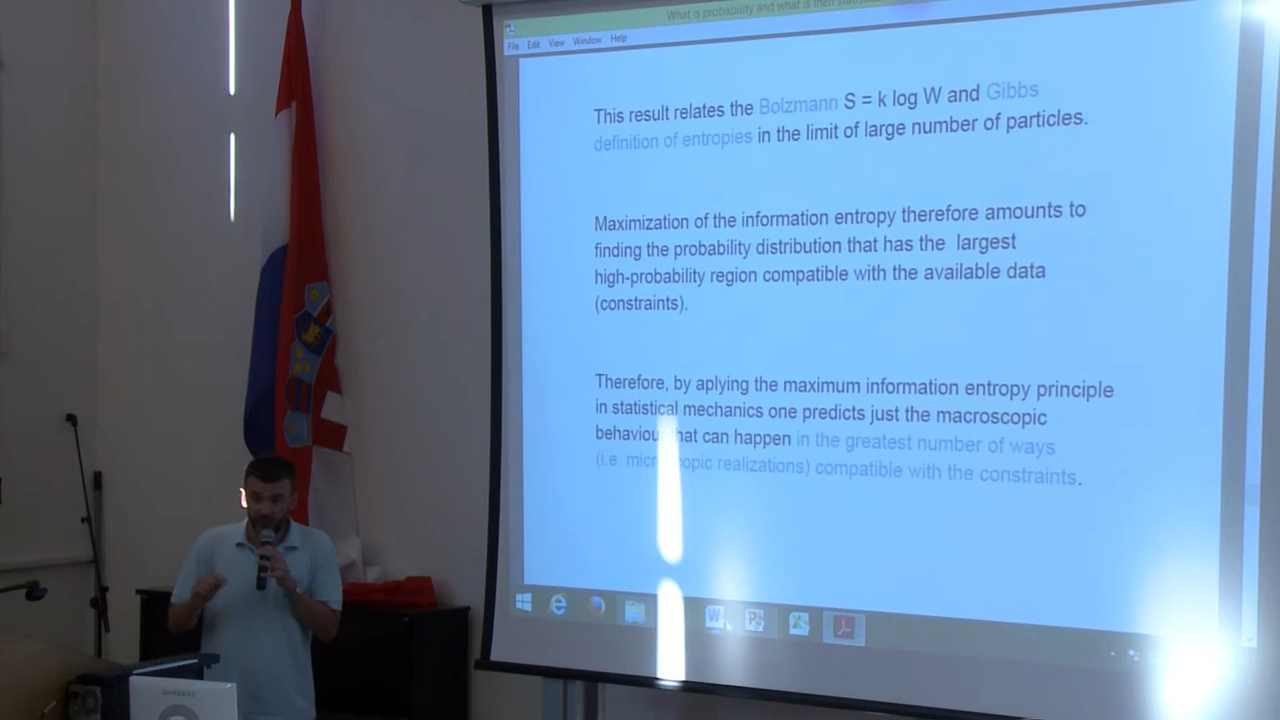 What is probability and what is then statistical
File Edit View Window Help
This result relates the Bolzmann S = k log W and Gibbs
definition of entropies in the limit of large number of particles.
Maximization of the information entropy therefore amounts to
finding the probability distribution that has the largest
high-probability region compatible with the available data
(constraints).
Therefore, by aplying the maximum information entropy principle
in statistical mechanics one predicts just the macroscopic
behaviour that can happen in the greatest number of ways
(i.e. microscopic realizations) compatible with the constraints.
SAMSUNG